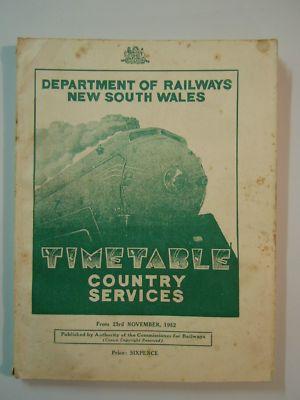 DEPARTMENT OF RAILWAYS
NEW SOUTH WALES
TIMETABLE
COUNTRY
SERVICES
From 23rd NOVEMBER, 1952
Published by Authority of the Commissioner for Railways
(Crown Copyright Reserved)
Price: SIXPENCE